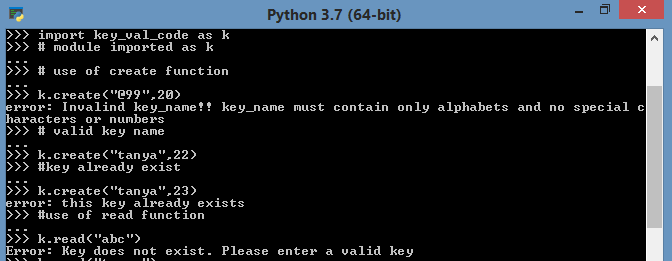 Python 3.7 (64-bit)
>>> import key_val_code as k
>>> # module imported as k
...
>>> # use of create function
...
>>> k.create("@99",20)
error: Invalind key_name!! key_name must contain only alphabets and no special c
haracters or numbers
>>> # valid key name
...
>>> k.create("tanya",22)
>>> #key already exist
...
>>> k.create("tanya",23)
error: this key already exists
>>> #use of read function
...
>>> k.read("abc")
Error: Key does not exist. Please enter a valid key